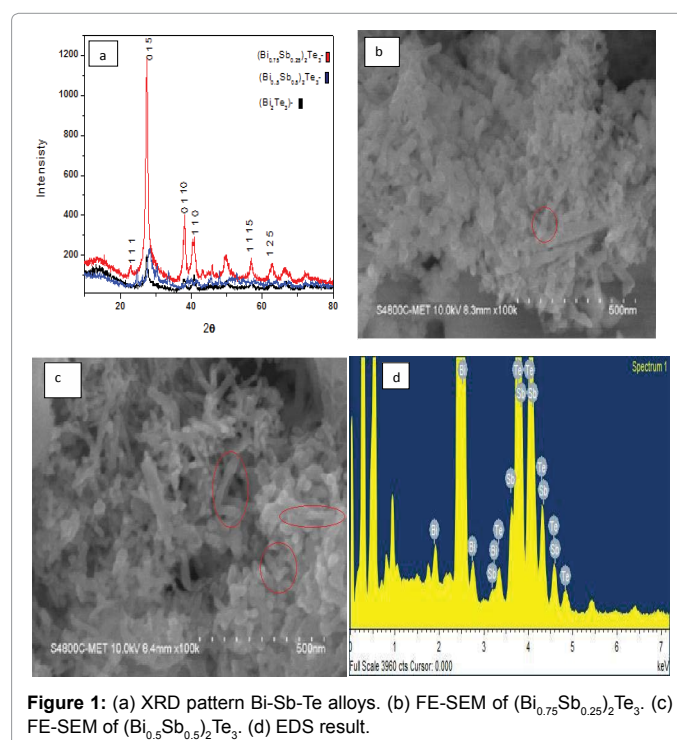 a
1200
1000
800
600
400
200
Intensisty
0 1 5
1 1 1
0 1 10
1 1 0
1 1 15
1 2 5
(Bi₀.₇₅Sb₀.₂₅)₂Te₃-
(Bi₀.₅Sb₀.₅)₂Te₃-
(Bi₂Te₃)-
20 40 60 80
2θ
b
S4800C-MET 10.0kV 8.3mm x100k 500nm
c
S4800C-MET 10.0kV 8.4mm x100k 500nm
d
Spectrum 1
Bi Te Te
Sb Sb
Sb Te
Bi Sb
Bi Bi Te Te
Sb Sb Te
0 1 2 3 4 5 6 7
Full Scale 3960 cts Cursor: 0.000 keV
Figure 1: (a) XRD pattern Bi-Sb-Te alloys. (b) FE-SEM of (Bi₀.₇₅Sb₀.₂₅)₂Te₃. (c)
FE-SEM of (Bi₀.₅Sb₀.₅)₂Te₃. (d) EDS result.